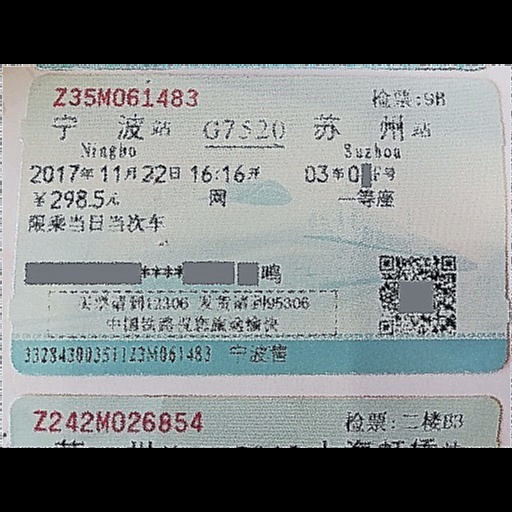 Z35M061483 检票:9B
宁波站 G7520 苏州站
Ningbo Suzhou
2017年11月22日 16:16开 03车0 F号
￥298.5元 网 一等座
限乘当日当次车
**** 鸣
买票请到12306 发货请到95306
中国铁路祝您旅途愉快
33284300351123M061483 宁波售
Z242M026854 检票:二楼B3